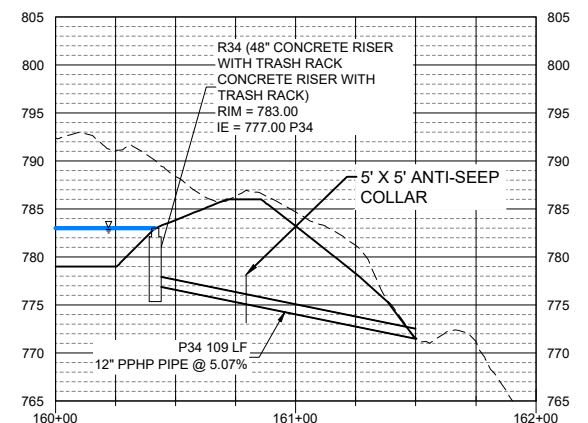 805
800
795
790
785
780
775
770
765
805
800
795
790
785
780
775
770
765
R34 (48" CONCRETE RISER
WITH TRASH RACK
CONCRETE RISER WITH
TRASH RACK)
RIM = 783.00
IE = 777.00 P34
5' X 5' ANTI-SEEP
COLLAR
P34 109 LF
12" PPHP PIPE @ 5.07%
160+00
161+00
162+00